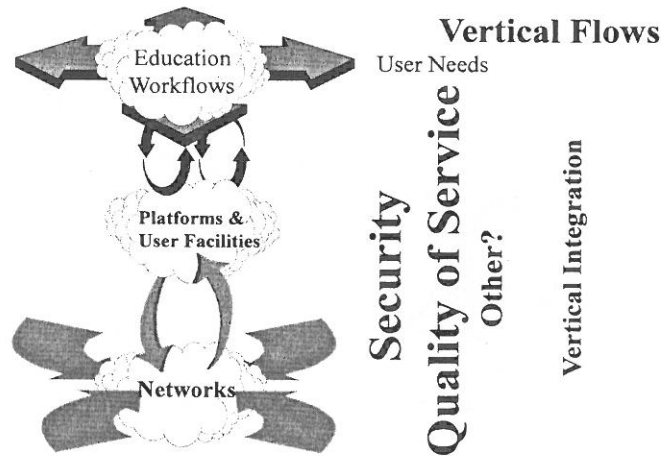 Vertical Flows
Education
Workflows
User Needs
Platforms &
User Facilities
Networks
Security
Quality of Service
Other?
Vertical Integration